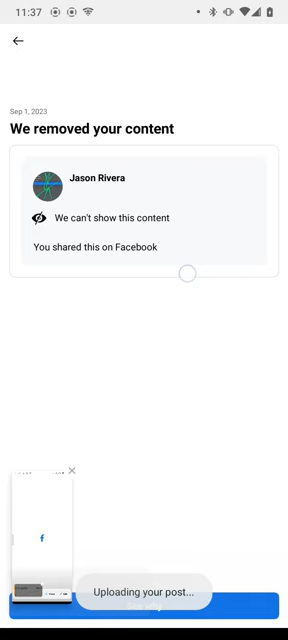 11:37
Sep 1, 2023
We removed your content
Jason Rivera
We can't show this content
You shared this on Facebook
Uploading your post...